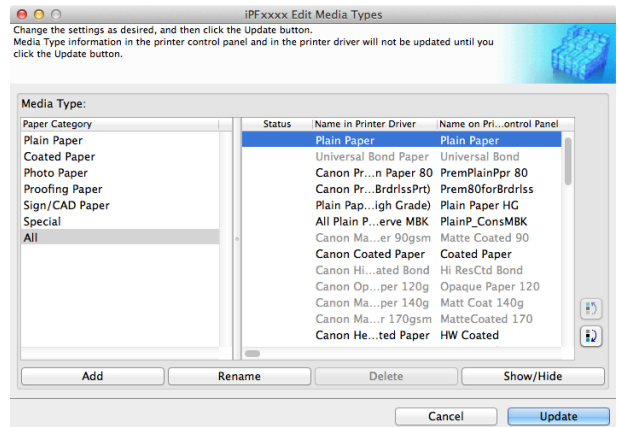 iPFxxxx Edit Media Types
Change the settings as desired, and then click the Update button.
Media Type information in the printer control panel and in the printer driver will not be updated until you
click the Update button.
Media Type:
Paper Category Status Name in Printer Driver Name on Pri...ontrol Panel
Plain Paper Plain Paper Plain Paper
Coated Paper Universal Bond Paper Universal Bond
Photo Paper Canon Pr...n Paper 80 PremPlainPpr 80
Proofing Paper Canon Pr...BrdrlssPrt) Prem80forBrdrlss
Sign/CAD Paper Plain Pap...igh Grade) Plain Paper HG
Special All Plain P...erve MBK PlainP_ConsMBK
All Canon Ma...er 90gsm Matte Coated 90
Canon Coated Paper Coated Paper
Canon Hi...ated Bond Hi ResCtd Bond
Canon Op...per 120g Opaque Paper 120
Canon Ma...per 140g Matt Coat 140g
Canon Ma...r 170gsm MatteCoated 170
Canon He...ted Paper HW Coated
Add Rename Delete Show/Hide
Cancel Update